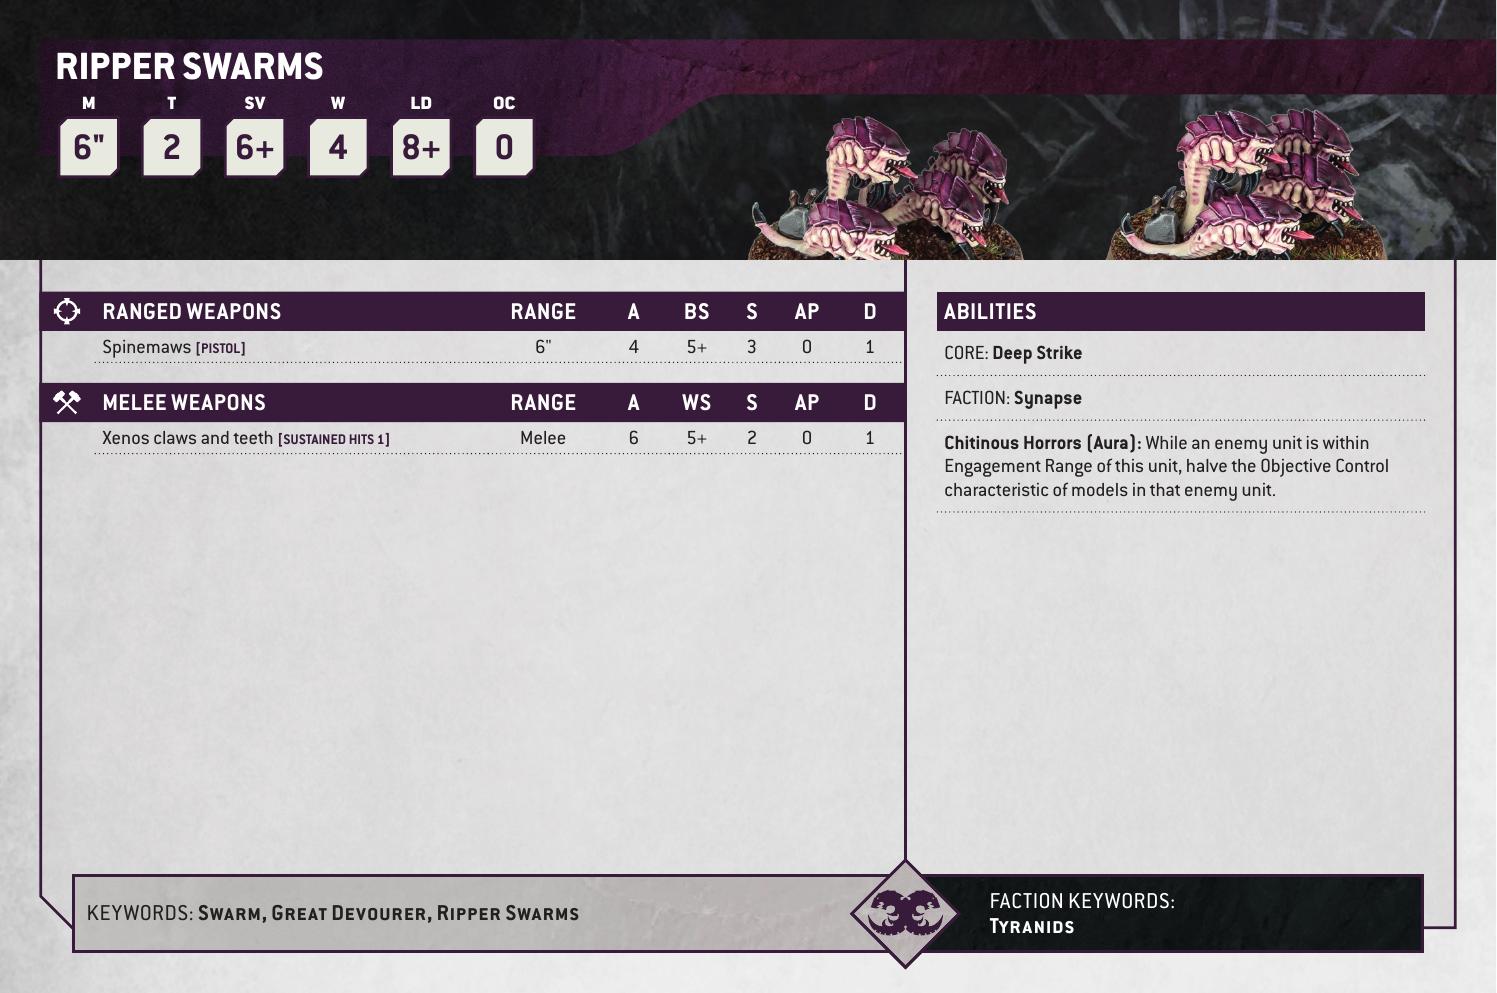 RIPPER SWARMS
M T SV W LD OC
6" 2 6+ 4 8+ 0
RANGED WEAPONS RANGE A BS S AP D
Spinemaws [PISTOL] 6" 4 5+ 3 0 1
MELEE WEAPONS RANGE A WS S AP D
Xenos claws and teeth [SUSTAINED HITS 1] Melee 6 5+ 2 0 1
ABILITIES
CORE: Deep Strike
FACTION: Synapse
Chitinous Horrors (Aura): While an enemy unit is within
Engagement Range of this unit, halve the Objective Control
characteristic of models in that enemy unit.
KEYWORDS: Swarm, Great Devourer, Ripper Swarms
FACTION KEYWORDS:
Tyranids